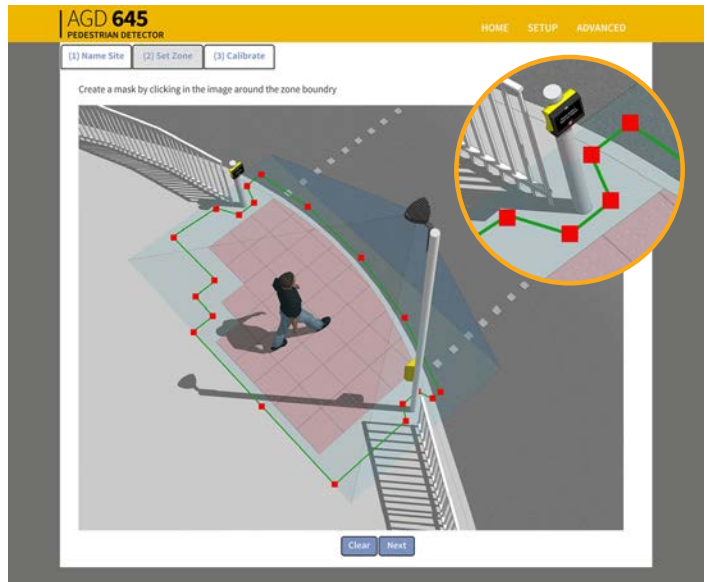 AGD 645
PEDESTRIAN DETECTOR
HOME SETUP ADVANCED
(1) Name Site (2) Set Zone (3) Calibrate
Create a mask by clicking in the image around the zone boundry
Clear Next